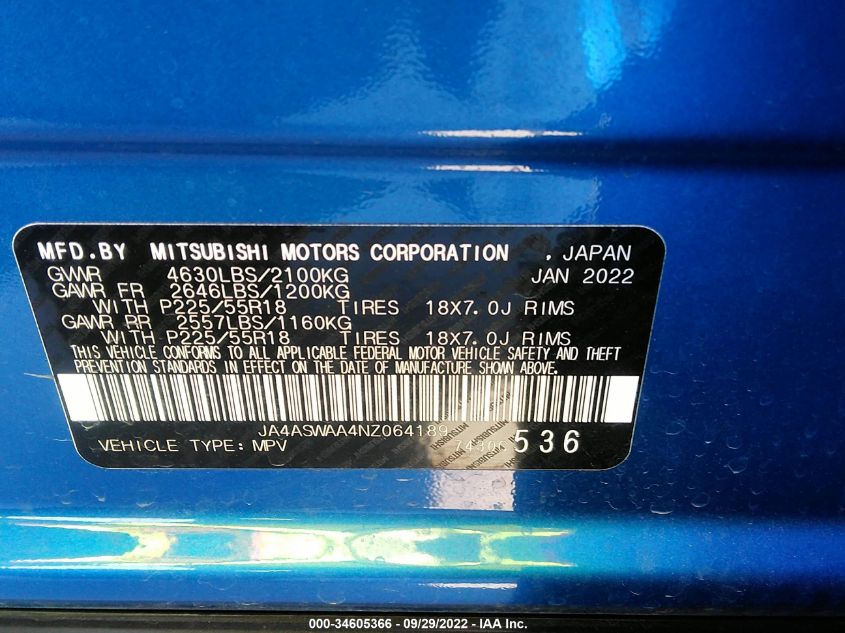 MFD.BY MITSUBISHI MOTORS CORPORATION . JAPAN
GVWR 4630LBS/2100KG JAN 2022
GAWR FR 2646LBS/1200KG
WITH P225/55R18 TIRES 18X7.0J RIMS
GAWR RR 2557LBS/1160KG
WITH P225/55R18 TIRES 18X7.0J RIMS
THIS VEHICLE CONFORMS TO ALL APPLICABLE FEDERAL MOTOR VEHICLE SAFETY AND THEFT
PREVENTION STANDARDS IN EFFECT ON THE DATE OF MANUFACTURE SHOWN ABOVE.
JA4ASWAA4NZ064189
VEHICLE TYPE: MPV 536
000-34605366 / 09/29/2022 - IAA Inc.